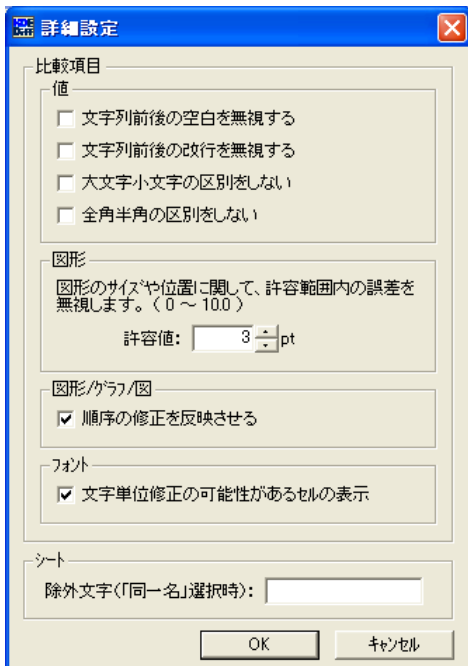 詳細設定
比較項目
値
文字列前後の空白を無視する
文字列前後の改行を無視する
大文字小文字の区別をしない
全角半角の区別をしない
図形
図形のサイズや位置に関して、許容範囲内の誤差を
無視します。( 0 ~ 10.0 )
許容値: 3 pt
図形/グラフ/図
順序の修正を反映させる
フォント
文字単位修正の可能性があるセルの表示
シート
除外文字(「同一名」選択時):
OK キャンセル